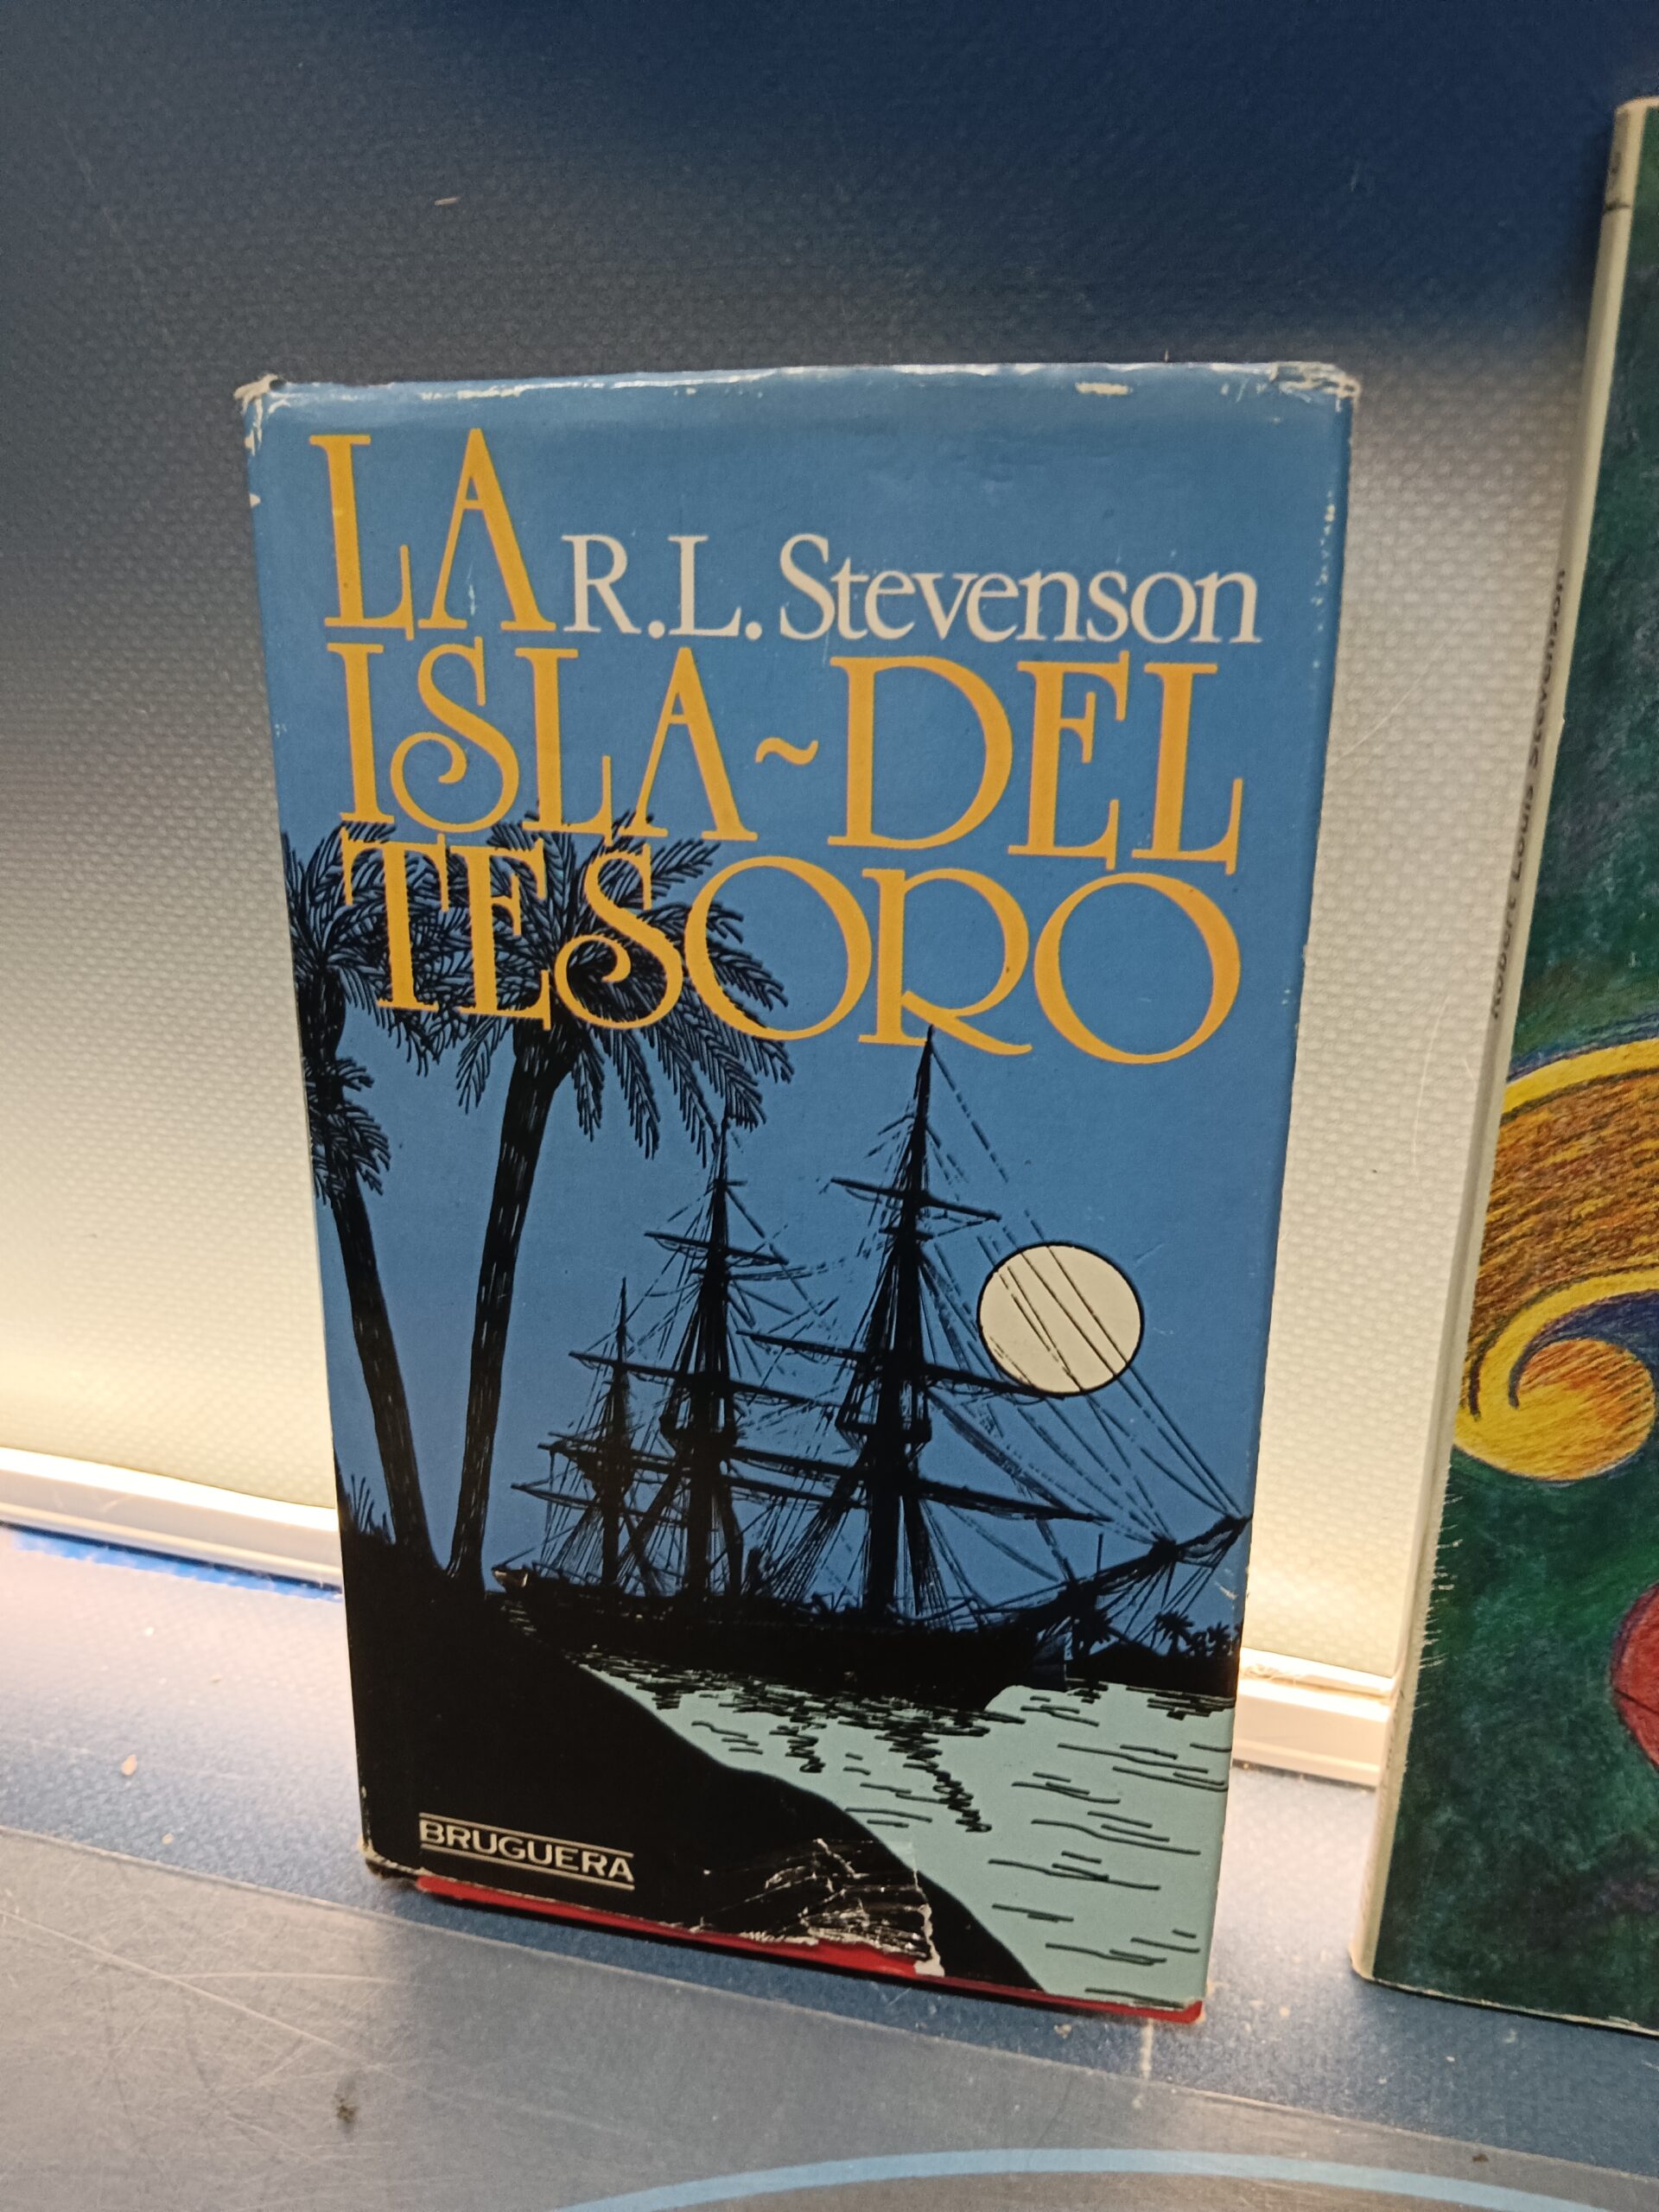 LA
R.L. Stevenson
ISLA~DEL
TESORO
BRUGUERA
Robert Louis Stevenson